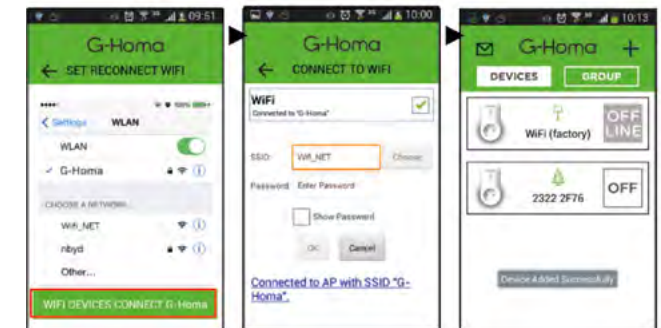 09:51
G-Homa
SET RECONNECT WIFI
Settings WLAN
WLAN
G-Homa
CHOOSE A NETWORK...
Wifi_NET
nbyd
Other...
WIFI DEVICES CONNECT G-Homa
10:00
G-Homa
CONNECT TO WIFI
WiFi
Connected to "G-Homa"
SSID: Wifi_NET Choose
Password: Enter Password
Show Password
OK Cancel
Connected to AP with SSID "G-
Homa".
10:13
G-Homa
DEVICES GROUP
WiFi (factory) OFF
LINE
2322 2F76 OFF
Device Added Successfully